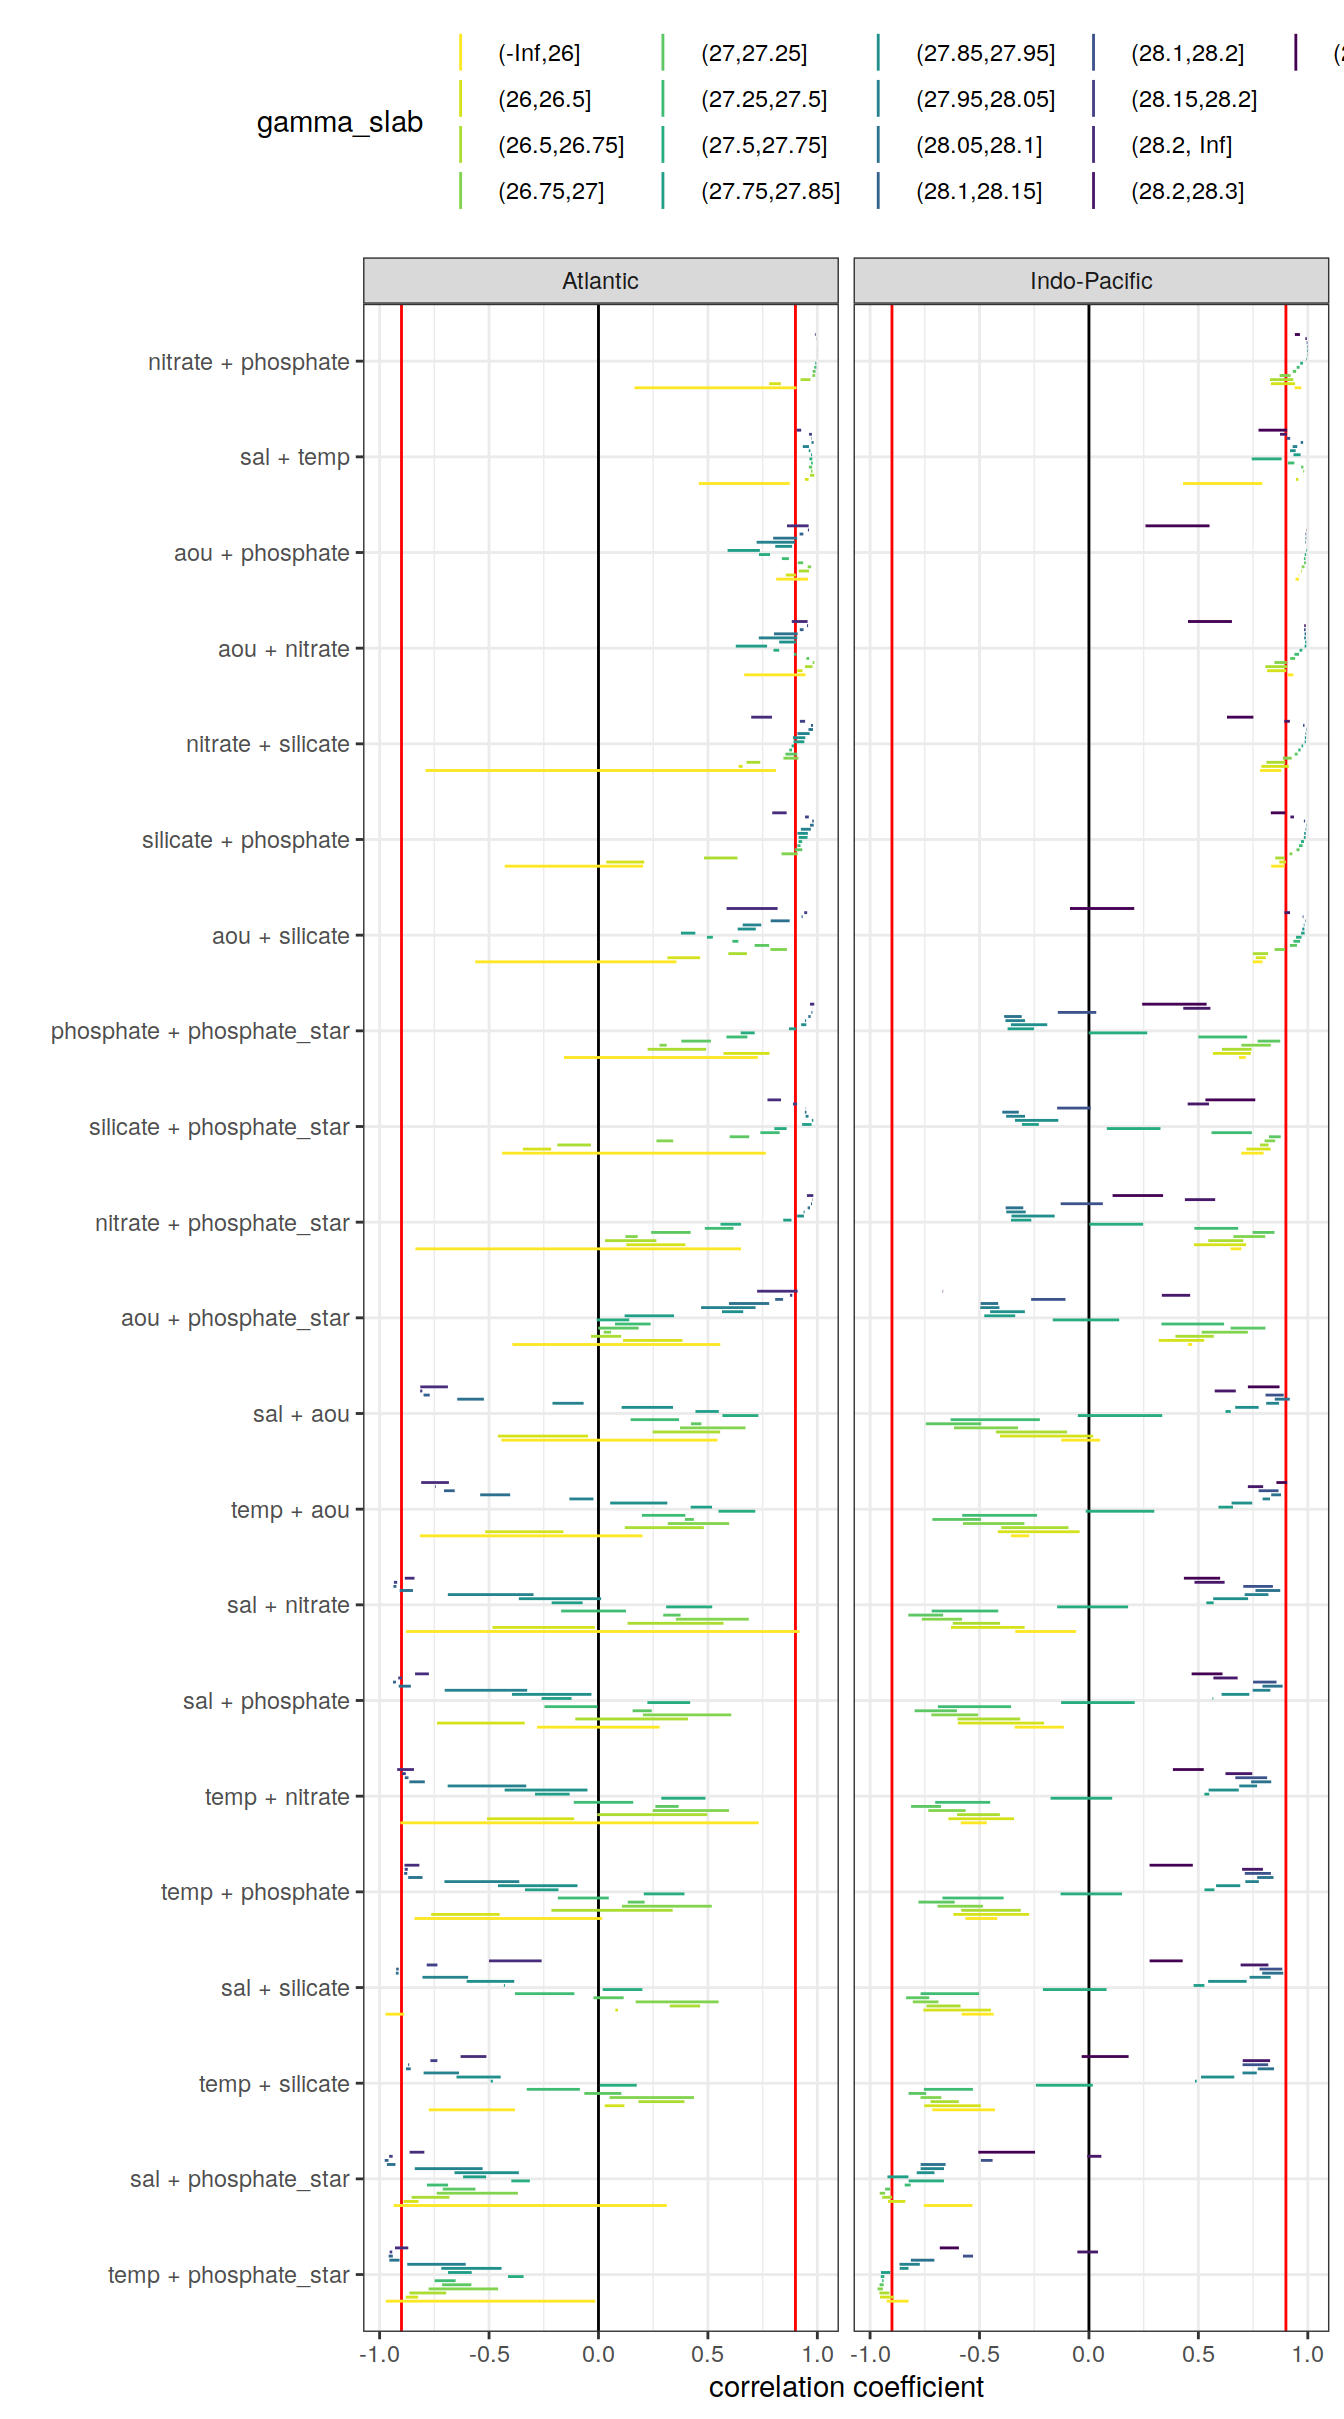 (-Inf,26] (27,27.25] (27.85,27.95] (28.1,28.2] (2
(26,26.5] (27.25,27.5] (27.95,28.05] (28.15,28.2]
gamma_slab
(26.5,26.75] (27.5,27.75] (28.05,28.1] (28.2, Inf]
(26.75,27] (27.75,27.85] (28.1,28.15] (28.2,28.3]
Atlantic Indo-Pacific
nitrate + phosphate
sal + temp
aou + phosphate
aou + nitrate
nitrate + silicate
silicate + phosphate
aou + silicate
phosphate + phosphate_star
silicate + phosphate_star
nitrate + phosphate_star
aou + phosphate_star
sal + aou
temp + aou
sal + nitrate
sal + phosphate
temp + nitrate
temp + phosphate
sal + silicate
temp + silicate
sal + phosphate_star
temp + phosphate_star
-1.0 -0.5 0.0 0.5 1.0 -1.0 -0.5 0.0 0.5 1.0
correlation coefficient